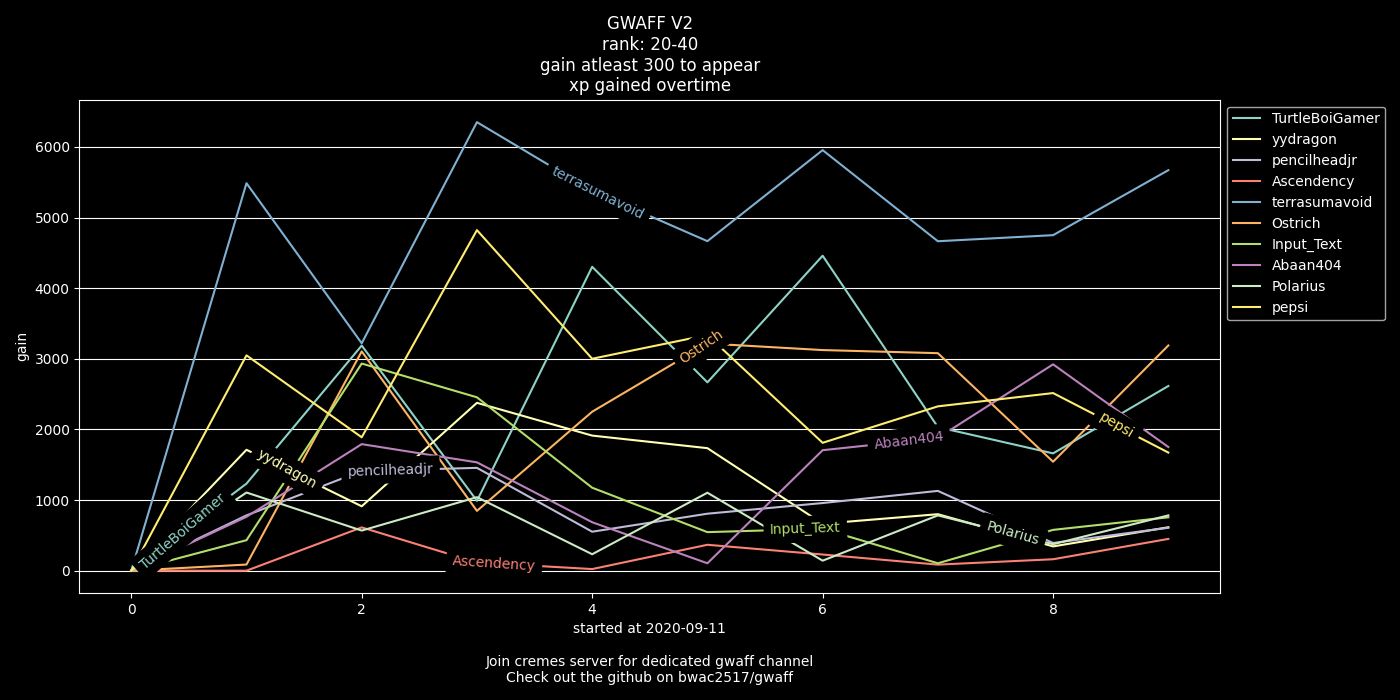 GWAFF V2
rank: 20-40
gain atleast 300 to appear
xp gained overtime
gain
6000
5000
4000
3000
2000
1000
0
0 2 4 6 8
terrasumavoid
Ostrich
pepsi
Abaan404
yydragon
pencilheadjr
TurtleBoiGamer
Input_Text
Polarius
Ascendency
TurtleBoiGamer
yydragon
pencilheadjr
Ascendency
terrasumavoid
Ostrich
Input_Text
Abaan404
Polarius
pepsi
started at 2020-09-11
Join cremes server for dedicated gwaff channel
Check out the github on bwac2517/gwaff